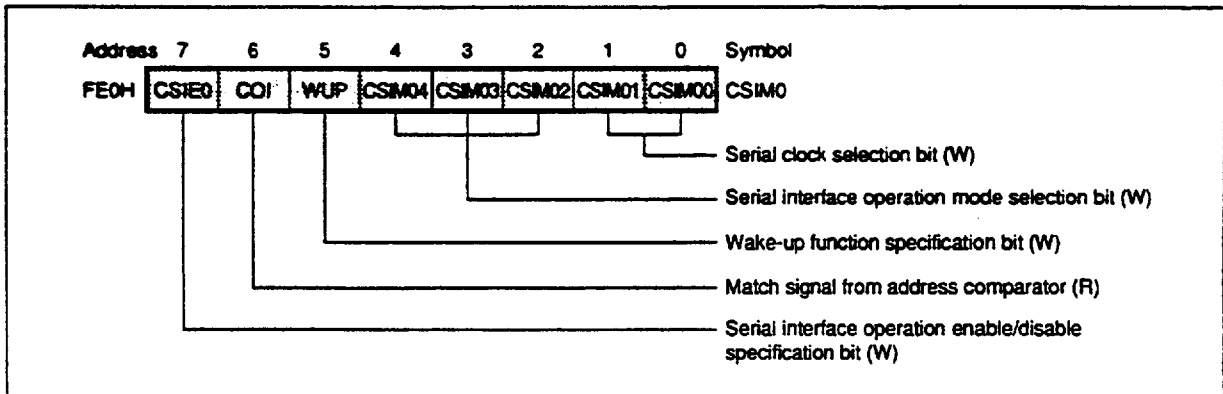 Address 7 6 5 4 3 2 1 0 Symbol
FE0H CSIE0 COI WUP CSIM04 CSIM03 CSIM02 CSIM01 CSIM00 CSIM0
Serial clock selection bit (W)
Serial interface operation mode selection bit (W)
Wake-up function specification bit (W)
Match signal from address comparator (R)
Serial interface operation enable/disable
specification bit (W)